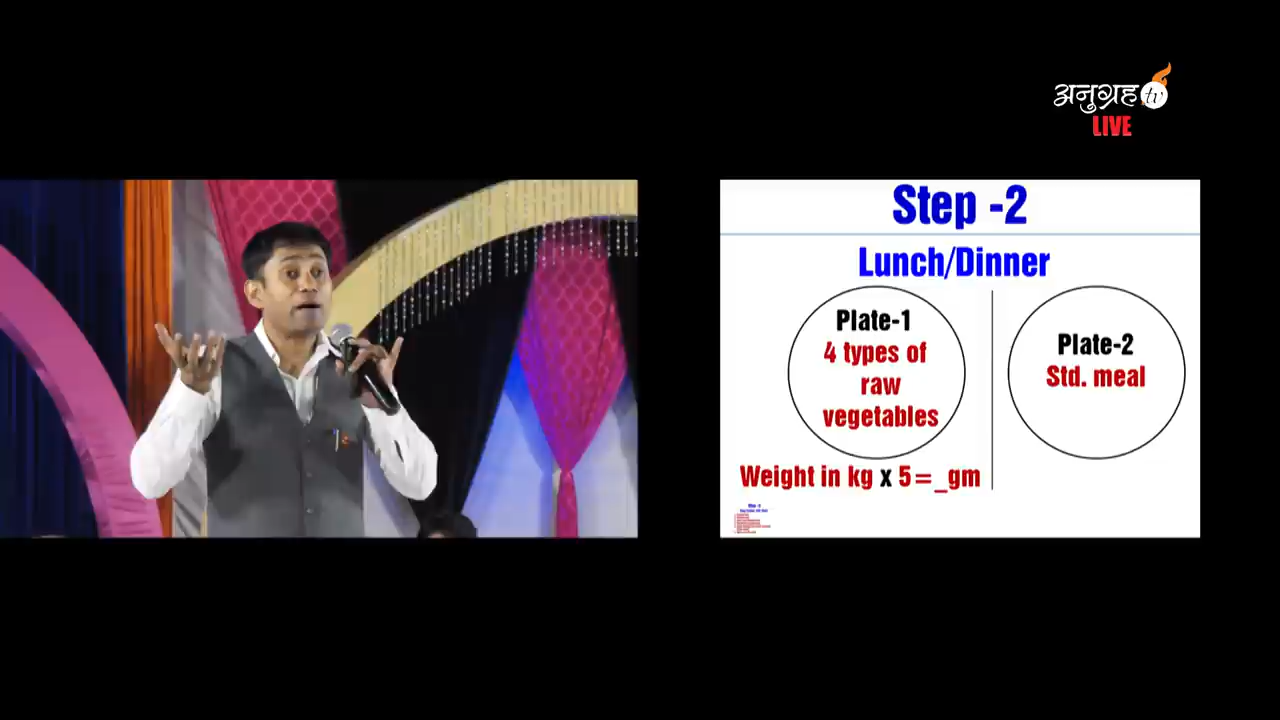 अनुग्रह tv
LIVE
Step -2
Lunch/Dinner
Plate-1
4 types of
raw
vegetables
Plate-2
Std. meal
Weight in kg x 5=_gm